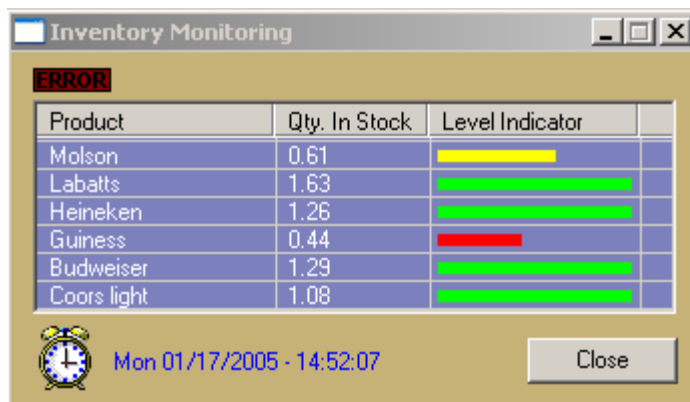 Inventory Monitoring
ERROR
Product Qty. In Stock Level Indicator
Molson 0.61
Labatts 1.63
Heineken 1.26
Guiness 0.44
Budweiser 1.29
Coors light 1.08
Mon 01/17/2005 - 14:52:07 Close